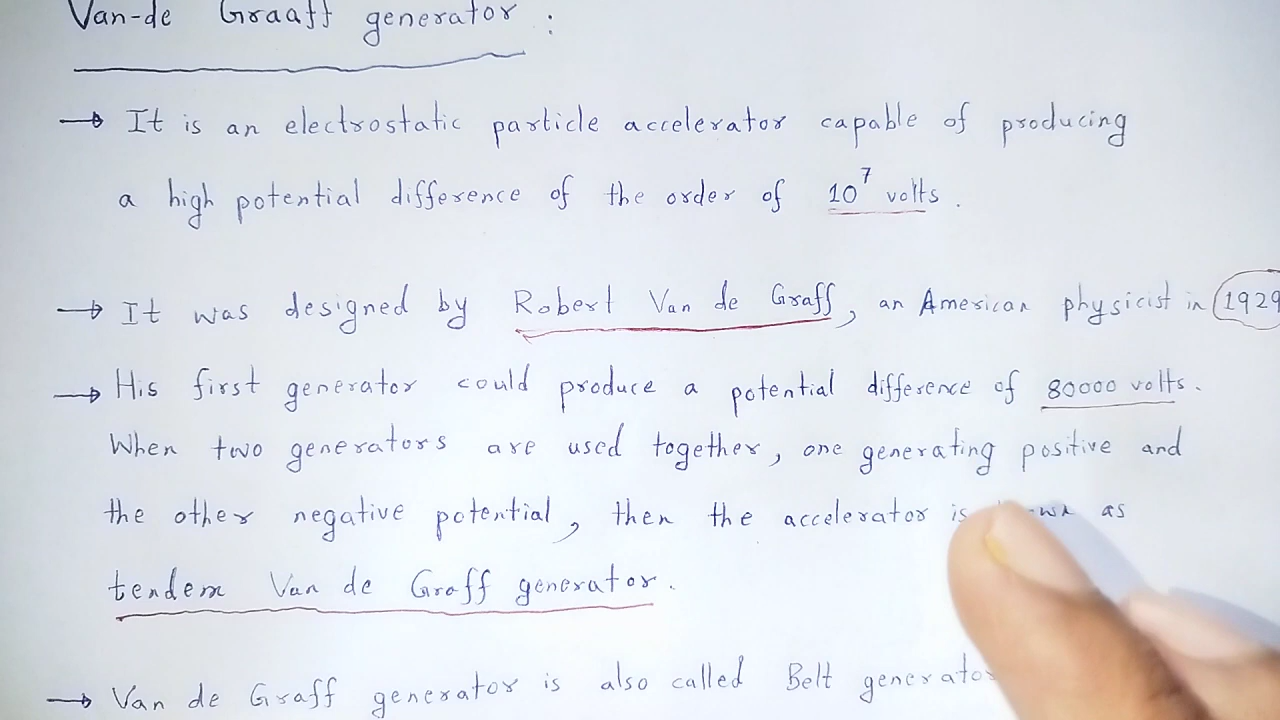 Van-de Graaff generator :
→ It is an electrostatic particle accelerator capable of producing
a high potential difference of the order of 10⁷ volts.
→ It was designed by Robert Van de Graff, an American physicist in 1929
→ His first generator could produce a potential difference of 80000 volts.
When two generators are used together, one generating positive and
the other negative potential, then the accelerator is as
tendem Van de Graff generator.
→ Van de Graff generator is also called Belt generator